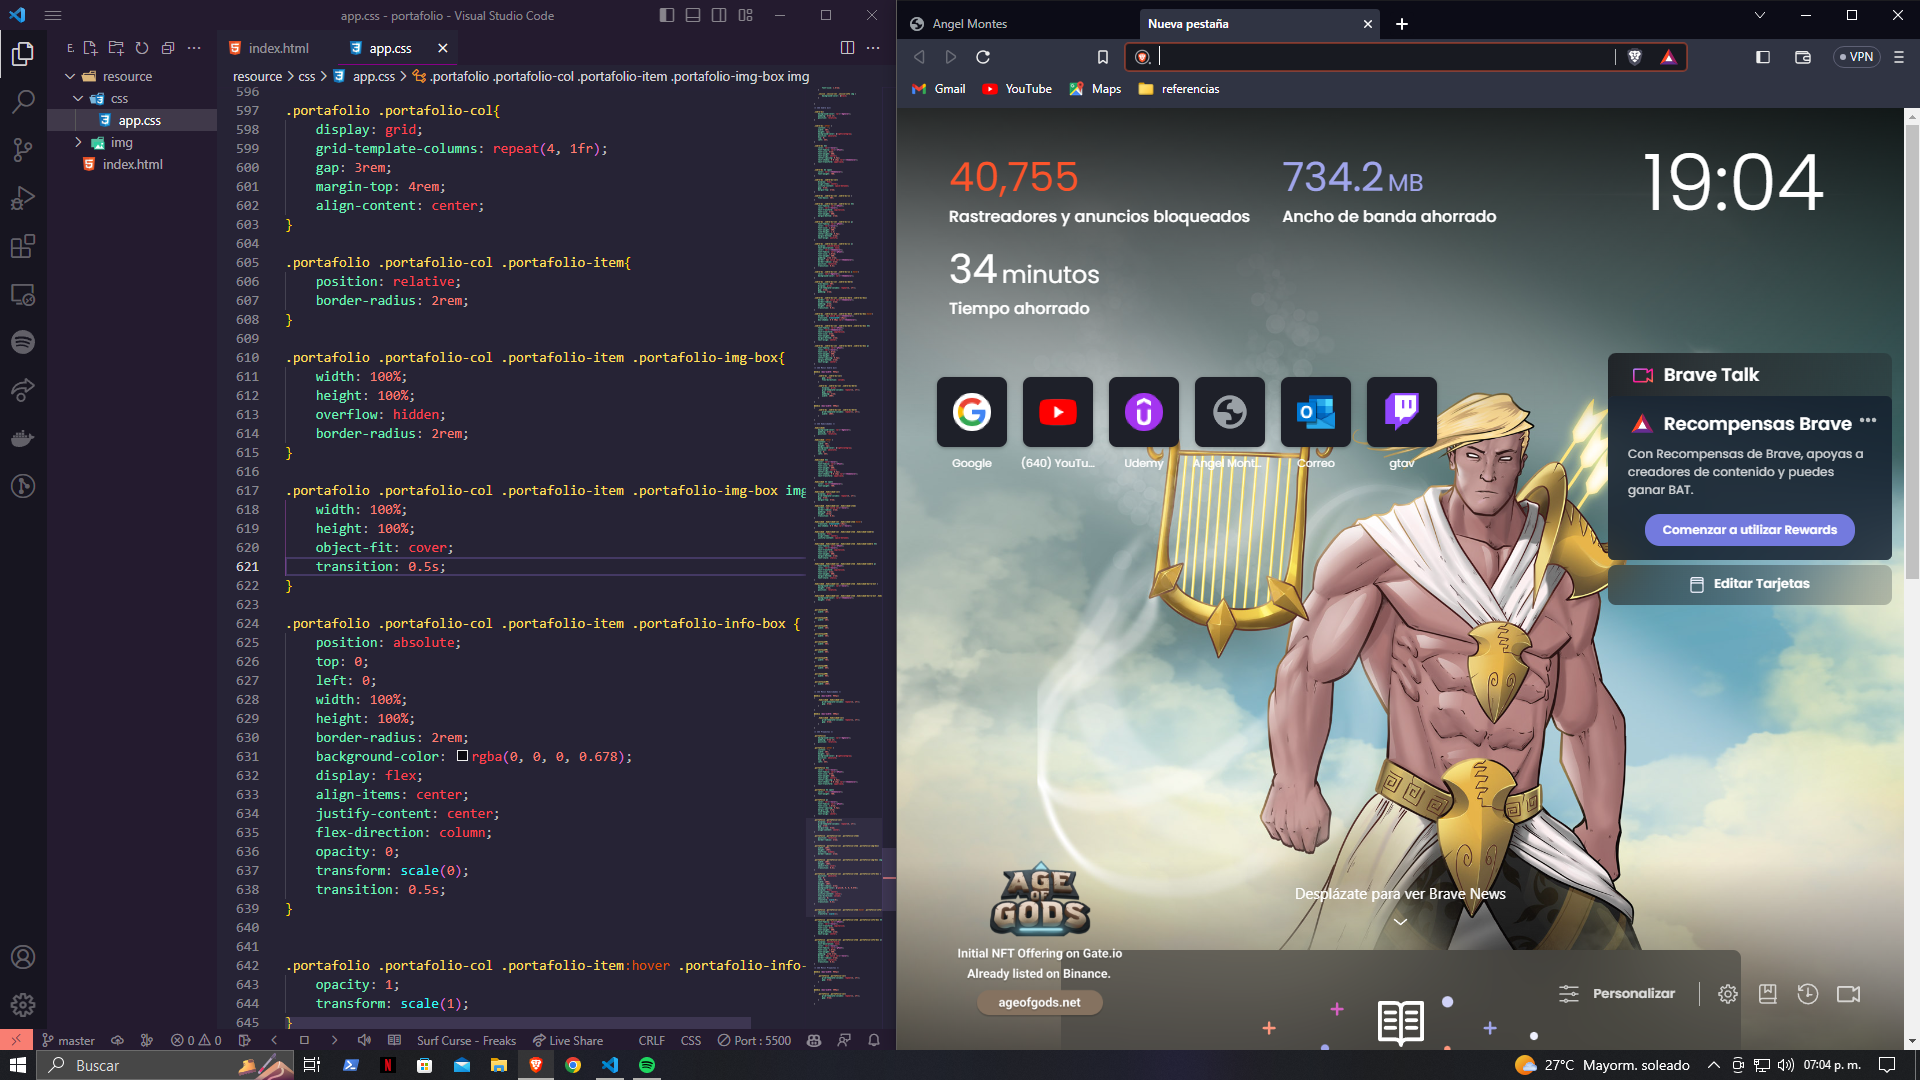 app.css - portafolio - Visual Studio Code
E.
resource
css
app.css
img
index.html
index.html
app.css
resource > css > app.css > .portafolio .portafolio-col .portafolio-item .portafolio-img-box img
596
597 .portafolio .portafolio-col{
598 display: grid;
599 grid-template-columns: repeat(4, 1fr);
600 gap: 3rem;
601 margin-top: 4rem;
602 align-content: center;
603 }
604
605 .portafolio .portafolio-col .portafolio-item{
606 position: relative;
607 border-radius: 2rem;
608 }
609
610 .portafolio .portafolio-col .portafolio-item .portafolio-img-box{
611 width: 100%;
612 height: 100%;
613 overflow: hidden;
614 border-radius: 2rem;
615 }
616
617 .portafolio .portafolio-col .portafolio-item .portafolio-img-box img
618 width: 100%;
619 height: 100%;
620 object-fit: cover;
621 transition: 0.5s;
622 }
623
624 .portafolio .portafolio-col .portafolio-item .portafolio-info-box {
625 position: absolute;
626 top: 0;
627 left: 0;
628 width: 100%;
629 height: 100%;
630 border-radius: 2rem;
631 background-color: rgba(0, 0, 0, 0.678);
632 display: flex;
633 align-items: center;
634 justify-content: center;
635 flex-direction: column;
636 opacity: 0;
637 transform: scale(0);
638 transition: 0.5s;
639 }
640
641
642 .portafolio .portafolio-col .portafolio-item:hover .portafolio-info-
643 opacity: 1;
644 transform: scale(1);
645 }
master
0
0
Surf Curse - Freaks
Live Share
CRLF
CSS
Port : 5500
Angel Montes
Nueva pestaña
VPN
Gmail
YouTube
Maps
referencias
40,755
Rastreadores y anuncios bloqueados
734.2 MB
Ancho de banda ahorrado
19:04
34 minutos
Tiempo ahorrado
Google
(640) YouTu...
Udemy
Angel Mont...
Correo
gtav
Brave Talk
Recompensas Brave
Con Recompensas de Brave, apoyas a
creadores de contenido y puedes
ganar BAT.
Comenzar a utilizar Rewards
Editar Tarjetas
AGE
OF
GODS
Initial NFT Offering on Gate.io
Already listed on Binance.
ageofgods.net
Desplázate para ver Brave News
Personalizar
Buscar
27°C Mayorm. soleado
07:04 p. m.